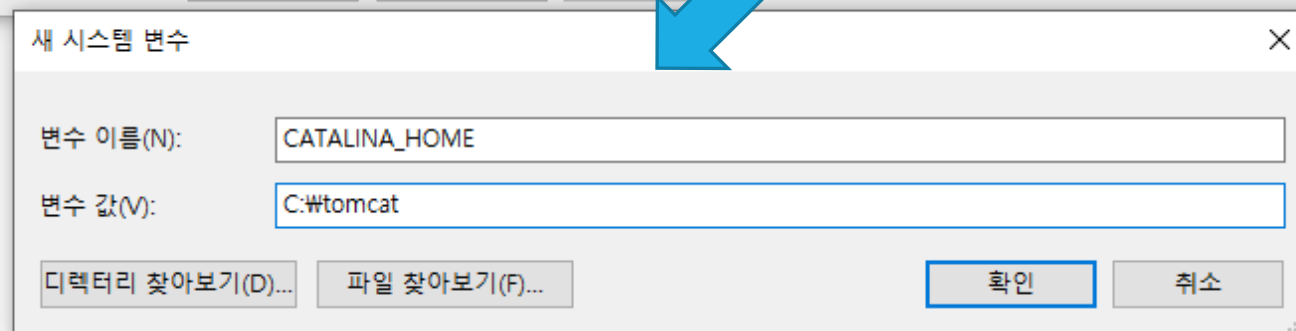 새 시스템 변수
변수 이름(N): CATALINA_HOME
변수 값(V): C:₩tomcat
디렉터리 찾아보기(D)... 파일 찾아보기(F)... 확인 취소